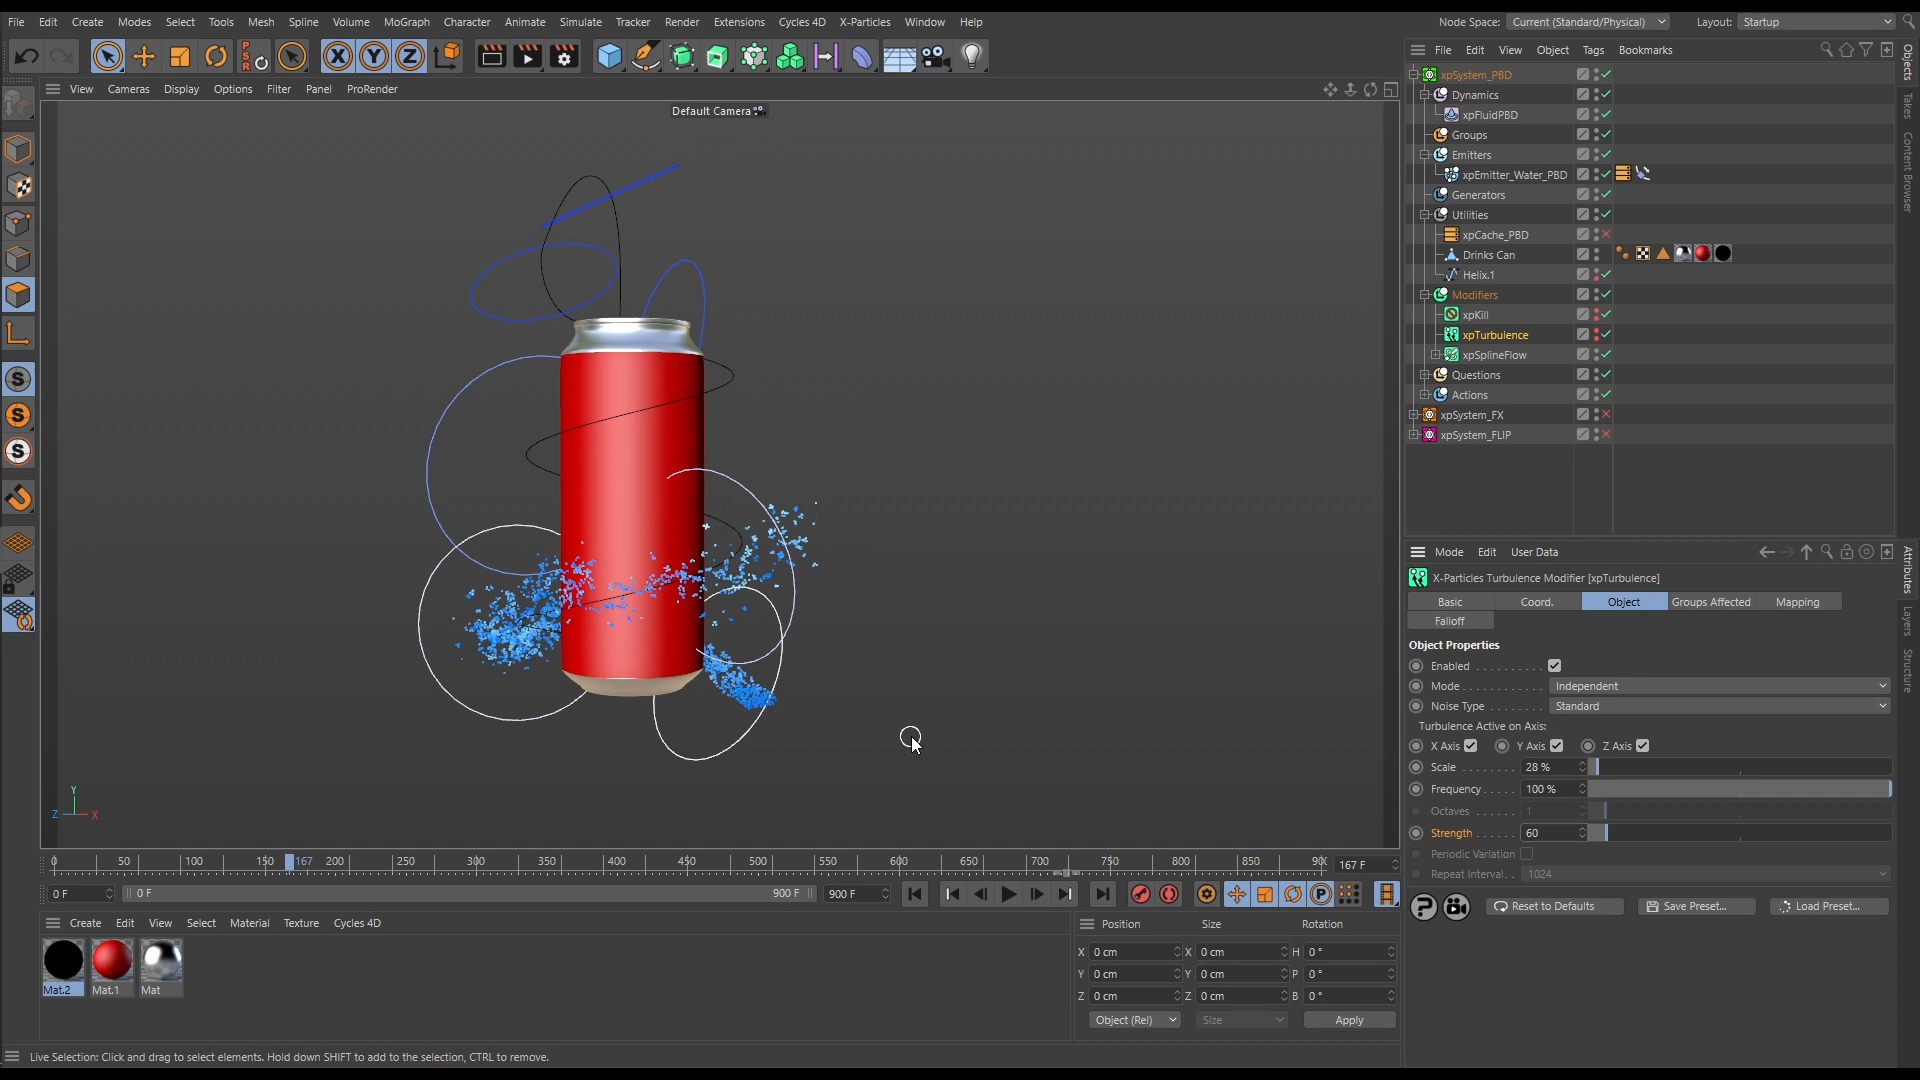 File Edit Create Modes Select Tools Mesh Spline Volume MoGraph Character Animate Simulate Tracker Render Extensions Cycles 4D X-Particles Window Help
Node Space: Current (Standard/Physical) Layout: Startup
PSR X Y Z
File Edit View Object Tags Bookmarks
View Cameras Display Options Filter Panel ProRender
Default Camera
xpSystem_PBD
Dynamics
xpFluidPBD
Groups
Emitters
xpEmitter_Water_PBD
Generators
Utilities
xpCache_PBD
Drinks Can
Helix.1
Modifiers
xpKill
xpTurbulence
xpSplineFlow
Questions
Actions
xpSystem_FX
xpSystem_FLIP
Objects
Takes
Content Browser
Mode Edit User Data
X-Particles Turbulence Modifier [xpTurbulence]
Basic Coord. Object Groups Affected Mapping
Falloff
Object Properties
Enabled . . . . . . . . . .
Mode. . . . . . . . . . . . Independent
Noise Type . . . . . . . . Standard
Turbulence Active on Axis:
X Axis Y Axis Z Axis
Scale . . . . . . . . 28 %
Frequency. . . . . 100 %
Octaves . . . . . . 1
Strength . . . . . . 60
Periodic Variation
Repeat Interval. . 1024
Reset to Defaults Save Preset... Load Preset...
Attributes
Layers
Structure
Y
Z X
0 50 100 150 167 200 250 300 350 400 450 500 550 600 650 700 750 800 850 90 167 F
0 F 0 F 900 F 900 F
Create Edit View Select Material Texture Cycles 4D
Mat.2 Mat.1 Mat
Position Size Rotation
X 0 cm X 0 cm H 0 °
Y 0 cm Y 0 cm P 0 °
Z 0 cm Z 0 cm B 0 °
Object (Rel) Size Apply
Live Selection: Click and drag to select elements. Hold down SHIFT to add to the selection, CTRL to remove.